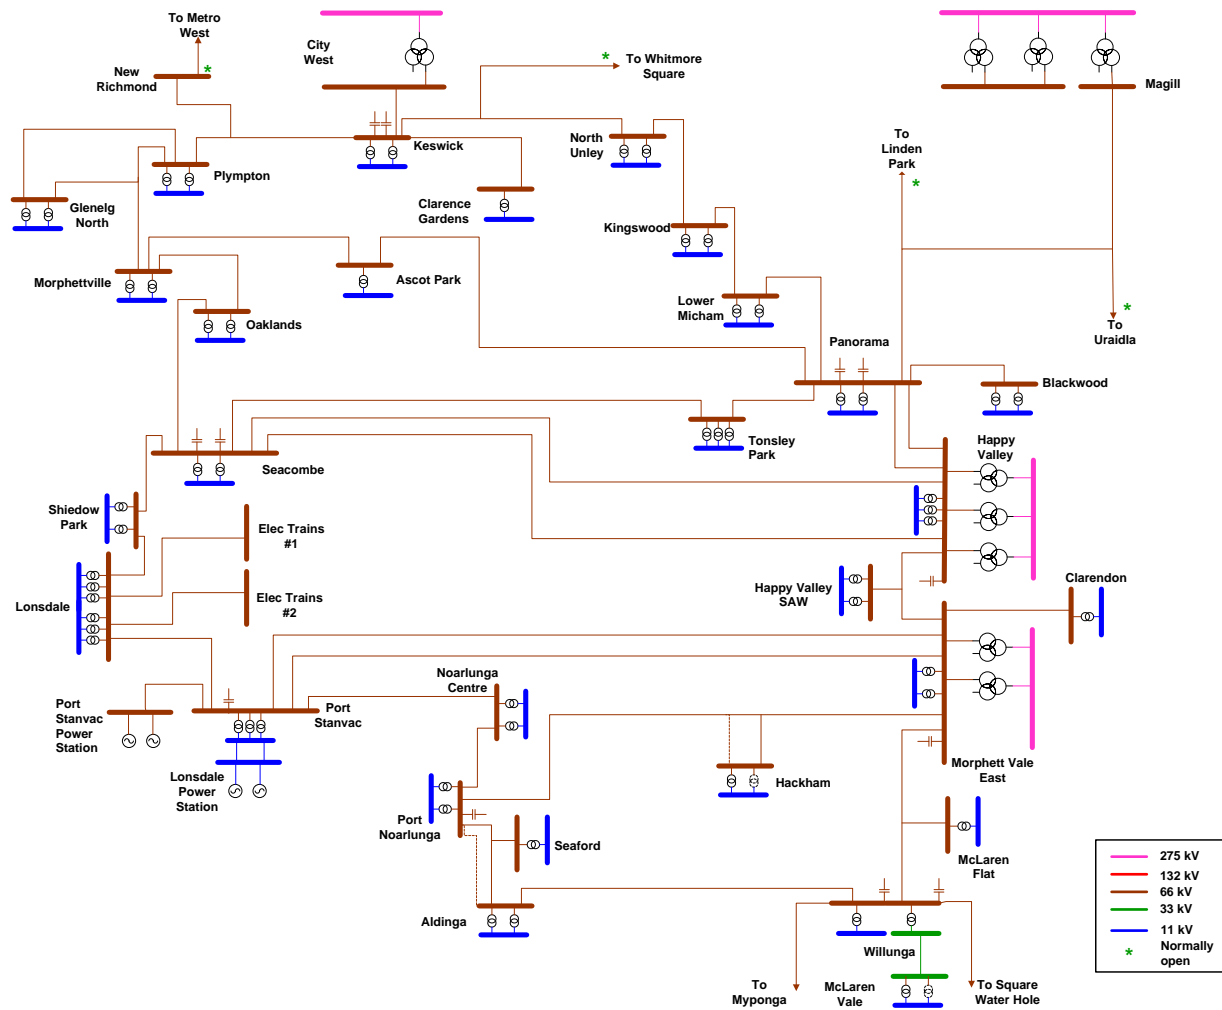 To Metro
West
City
West
*
To Whitmore
Square
*
New
Richmond
Magill
Keswick
North
Unley
To
Linden
Park
*
Plympton
Glenelg
North
Clarence
Gardens
Kingswood
Morphettville
Ascot Park
Lower
Micham
Oaklands
*
To
Uraidla
Panorama
Blackwood
Tonsley
Park
Happy
Valley
Seacombe
Shiedow
Park
Elec Trains
#1
Lonsdale
Elec Trains
#2
Happy Valley
SAW
Clarendon
Noarlunga
Centre
Port
Stanvac
Power
Station
Port
Stanvac
Lonsdale
Power
Station
Hackham
Morphett Vale
East
Port
Noarlunga
Seaford
McLaren
Flat
Aldinga
Willunga
To
Myponga
McLaren
Vale
To Square
Water Hole
275 kV
132 kV
66 kV
33 kV
11 kV
* Normally
open